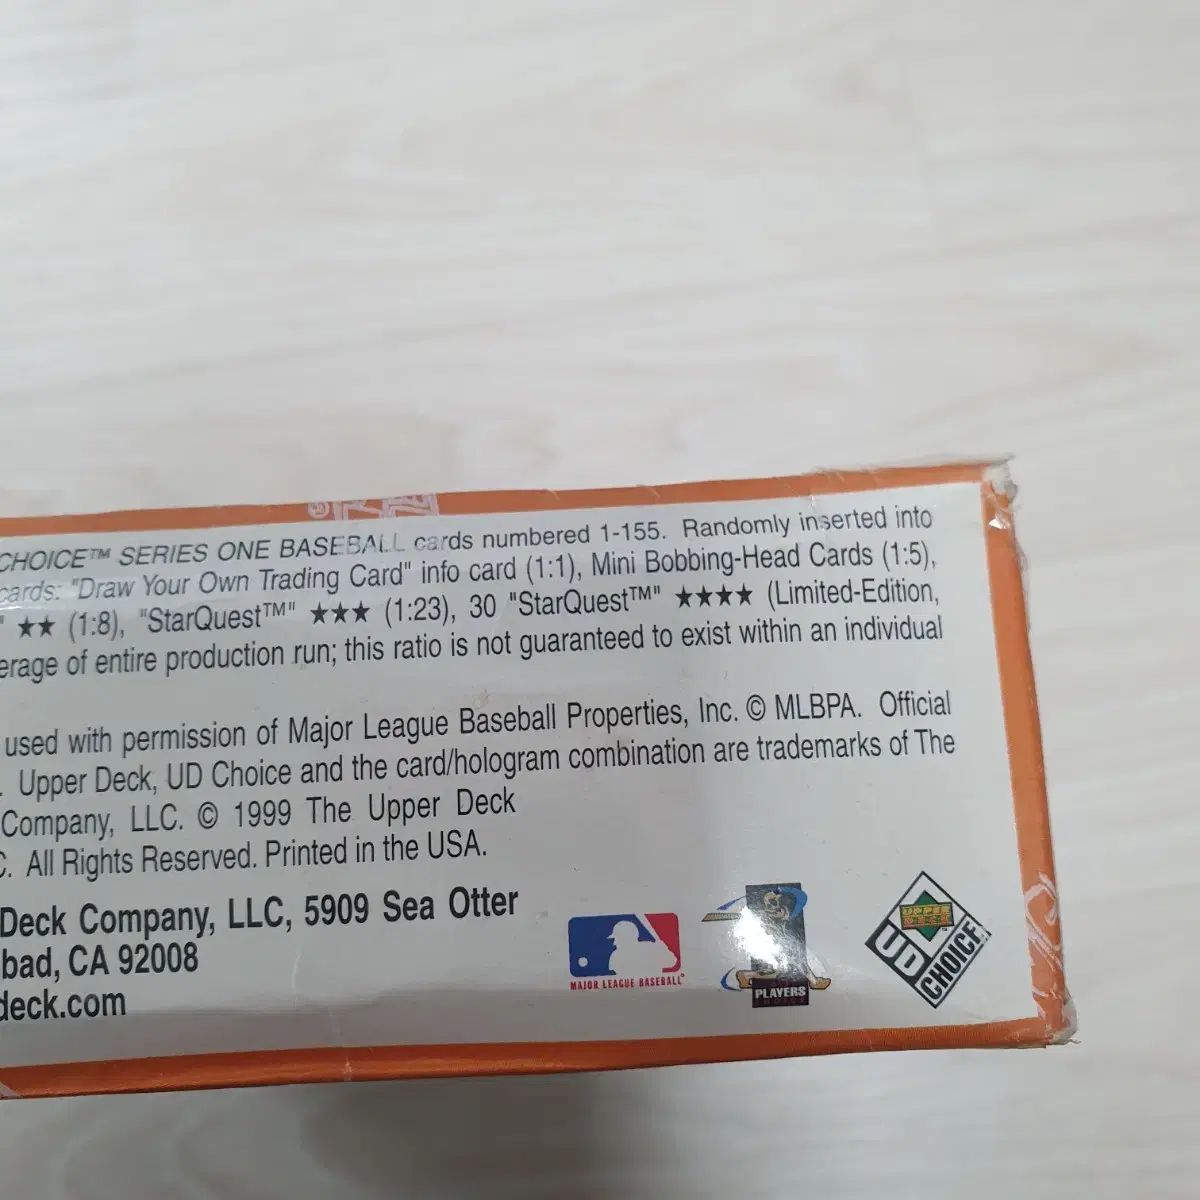 CHOICE™ SERIES ONE BASEBALL cards numbered 1-155. Randomly inserted into
cards: "Draw Your Own Trading Card" info card (1:1), Mini Bobbing-Head Cards (1:5),
" ★★ (1:8), "StarQuest™" ★★★ (1:23), 30 "StarQuest™" ★★★★ (Limited-Edition,
erage of entire production run; this ratio is not guaranteed to exist within an individual
used with permission of Major League Baseball Properties, Inc. © MLBPA. Official
. Upper Deck, UD Choice and the card/hologram combination are trademarks of The
Company, LLC. © 1999 The Upper Deck
C. All Rights Reserved. Printed in the USA.
Deck Company, LLC, 5909 Sea Otter
bad, CA 92008
deck.com
MAJOR LEAGUE BASEBALL®
PLAYERS
CHOICE
UPPER
DECK
UD
CHOICE